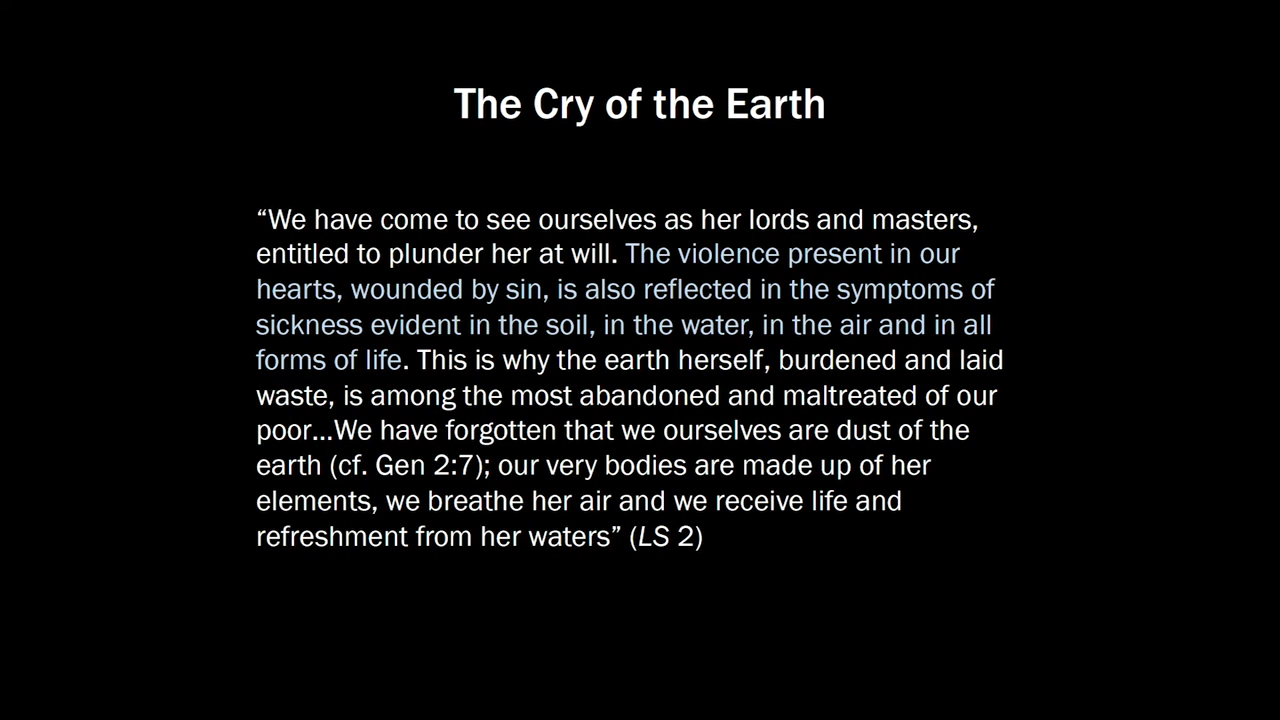 The Cry of the Earth
“We have come to see ourselves as her lords and masters,
entitled to plunder her at will. The violence present in our
hearts, wounded by sin, is also reflected in the symptoms of
sickness evident in the soil, in the water, in the air and in all
forms of life. This is why the earth herself, burdened and laid
waste, is among the most abandoned and maltreated of our
poor...We have forgotten that we ourselves are dust of the
earth (cf. Gen 2:7); our very bodies are made up of her
elements, we breathe her air and we receive life and
refreshment from her waters” (LS 2)